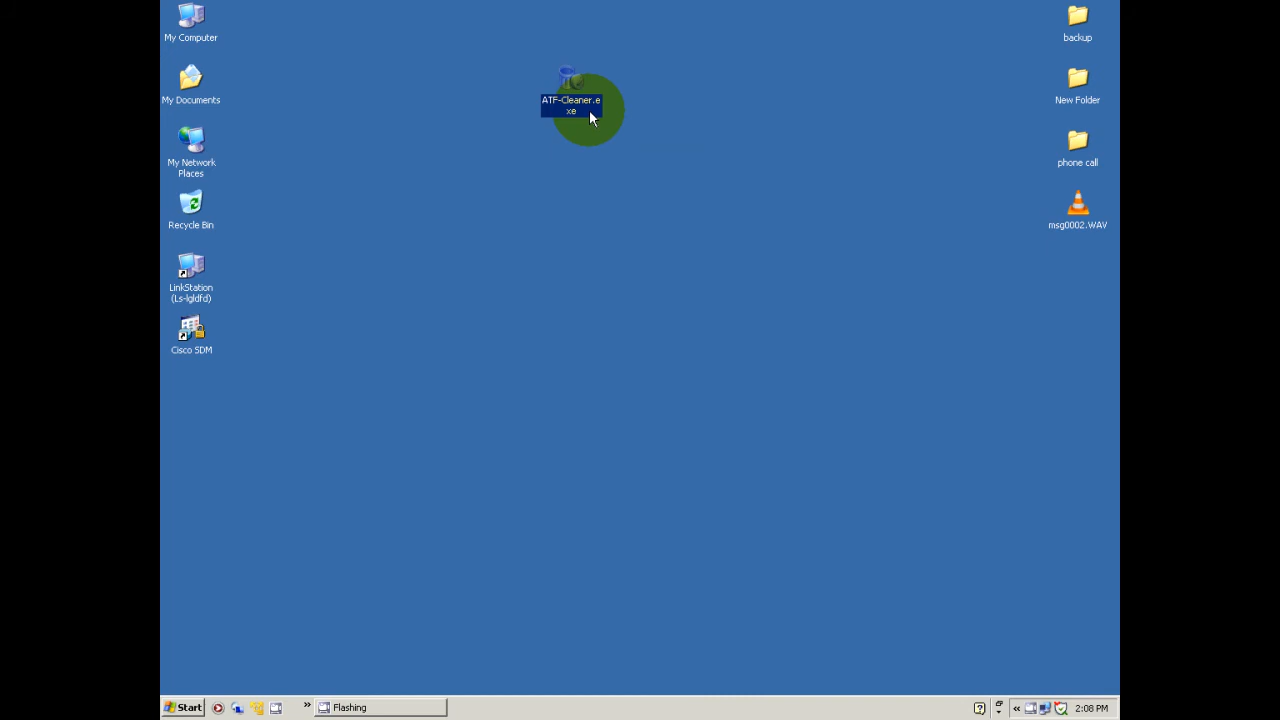 My Computer
backup
ATF-Cleaner.e
xe
My Documents
New Folder
My Network
Places
phone call
Recycle Bin
msg0002.WAV
LinkStation
(Ls-lgldfd)
Cisco SDM
Start
»
Flashing
«
2:08 PM